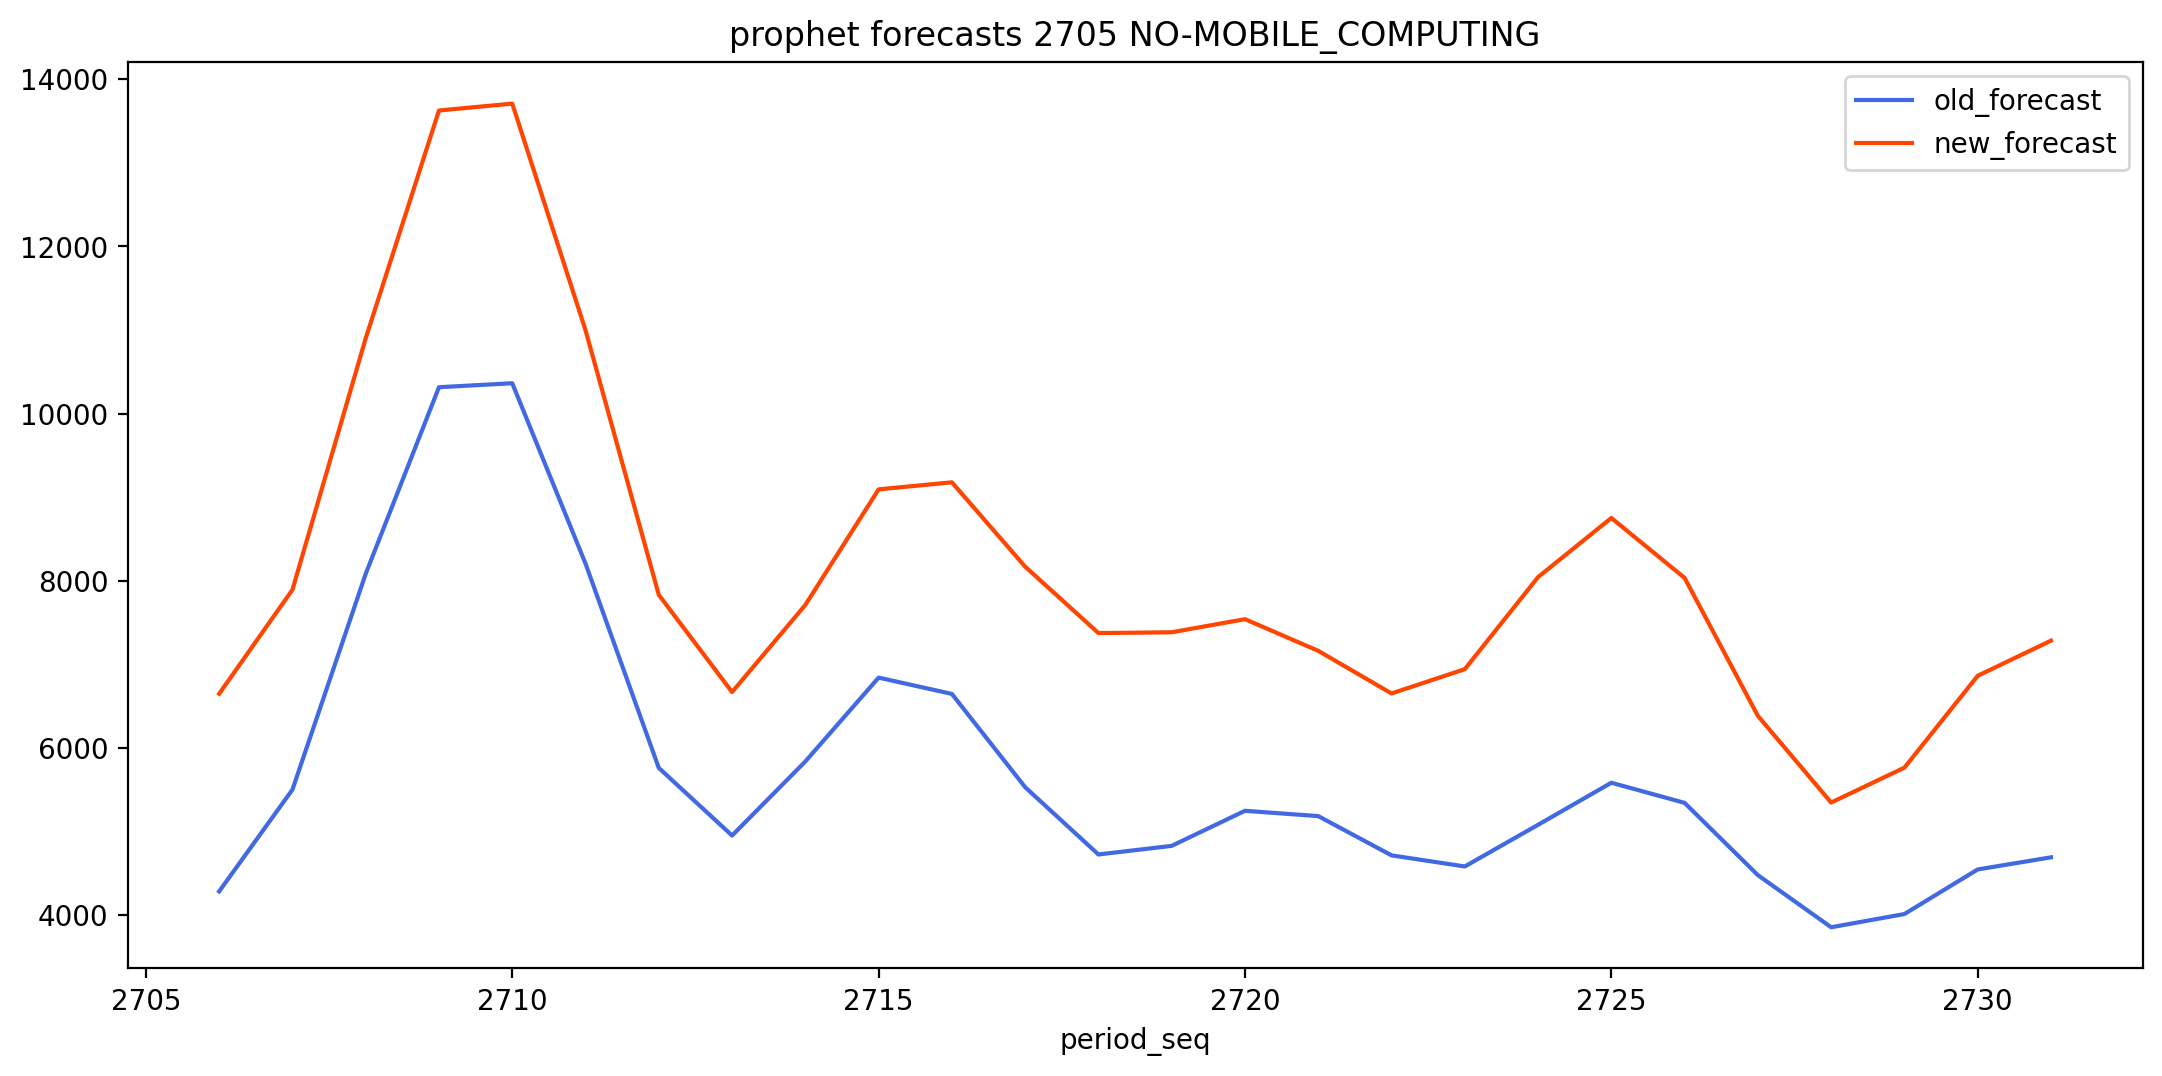 prophet forecasts 2705 NO-MOBILE_COMPUTING
old_forecast
new_forecast
14000
12000
10000
8000
6000
4000
2705 2710 2715 2720 2725 2730
period_seq